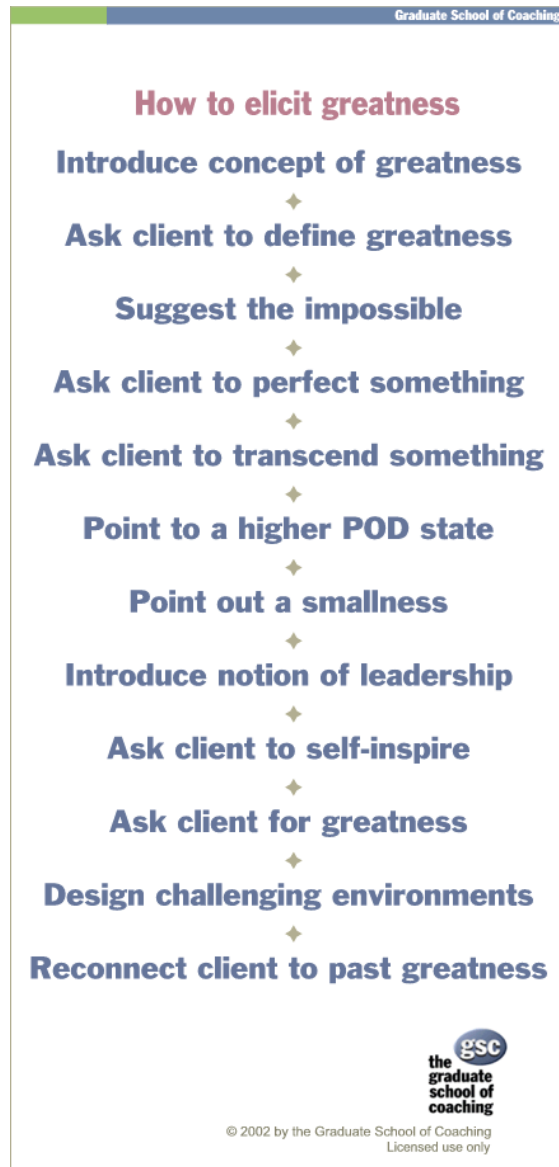 Graduate School of Coaching
How to elicit greatness
Introduce concept of greatness
Ask client to define greatness
Suggest the impossible
Ask client to perfect something
Ask client to transcend something
Point to a higher POD state
Point out a smallness
Introduce notion of leadership
Ask client to self-inspire
Ask client for greatness
Design challenging environments
Reconnect client to past greatness
gsc
the
graduate
school of
coaching
© 2002 by the Graduate School of Coaching
Licensed use only